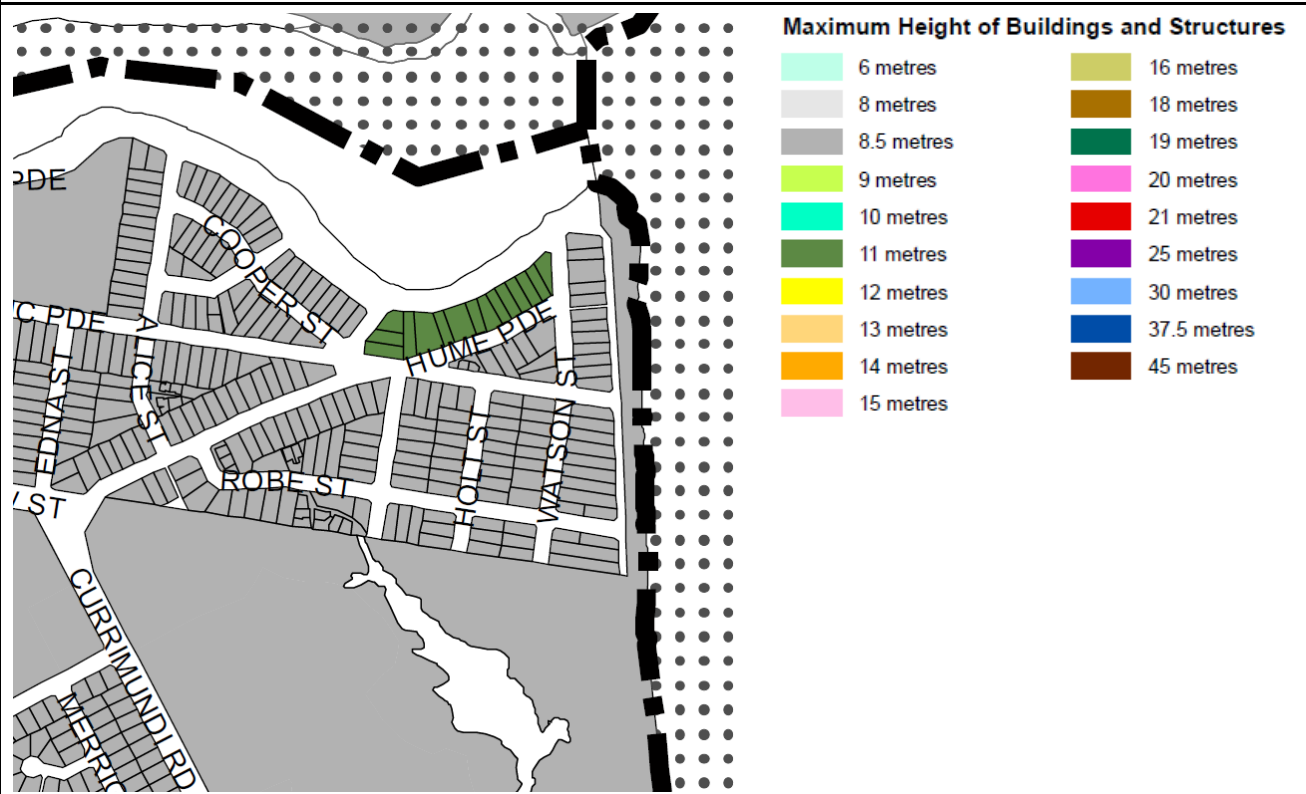 Maximum Height of Buildings and Structures
6 metres
8 metres
8.5 metres
9 metres
10 metres
11 metres
12 metres
13 metres
14 metres
15 metres
16 metres
18 metres
19 metres
20 metres
21 metres
25 metres
30 metres
37.5 metres
45 metres
PDE
COOPER ST
C PDE
ALICE ST
HUME PDE
EDNA ST
WATSON ST
HOLT ST
ROBE ST
ST
CURRIMUNDI RD
MERRIC